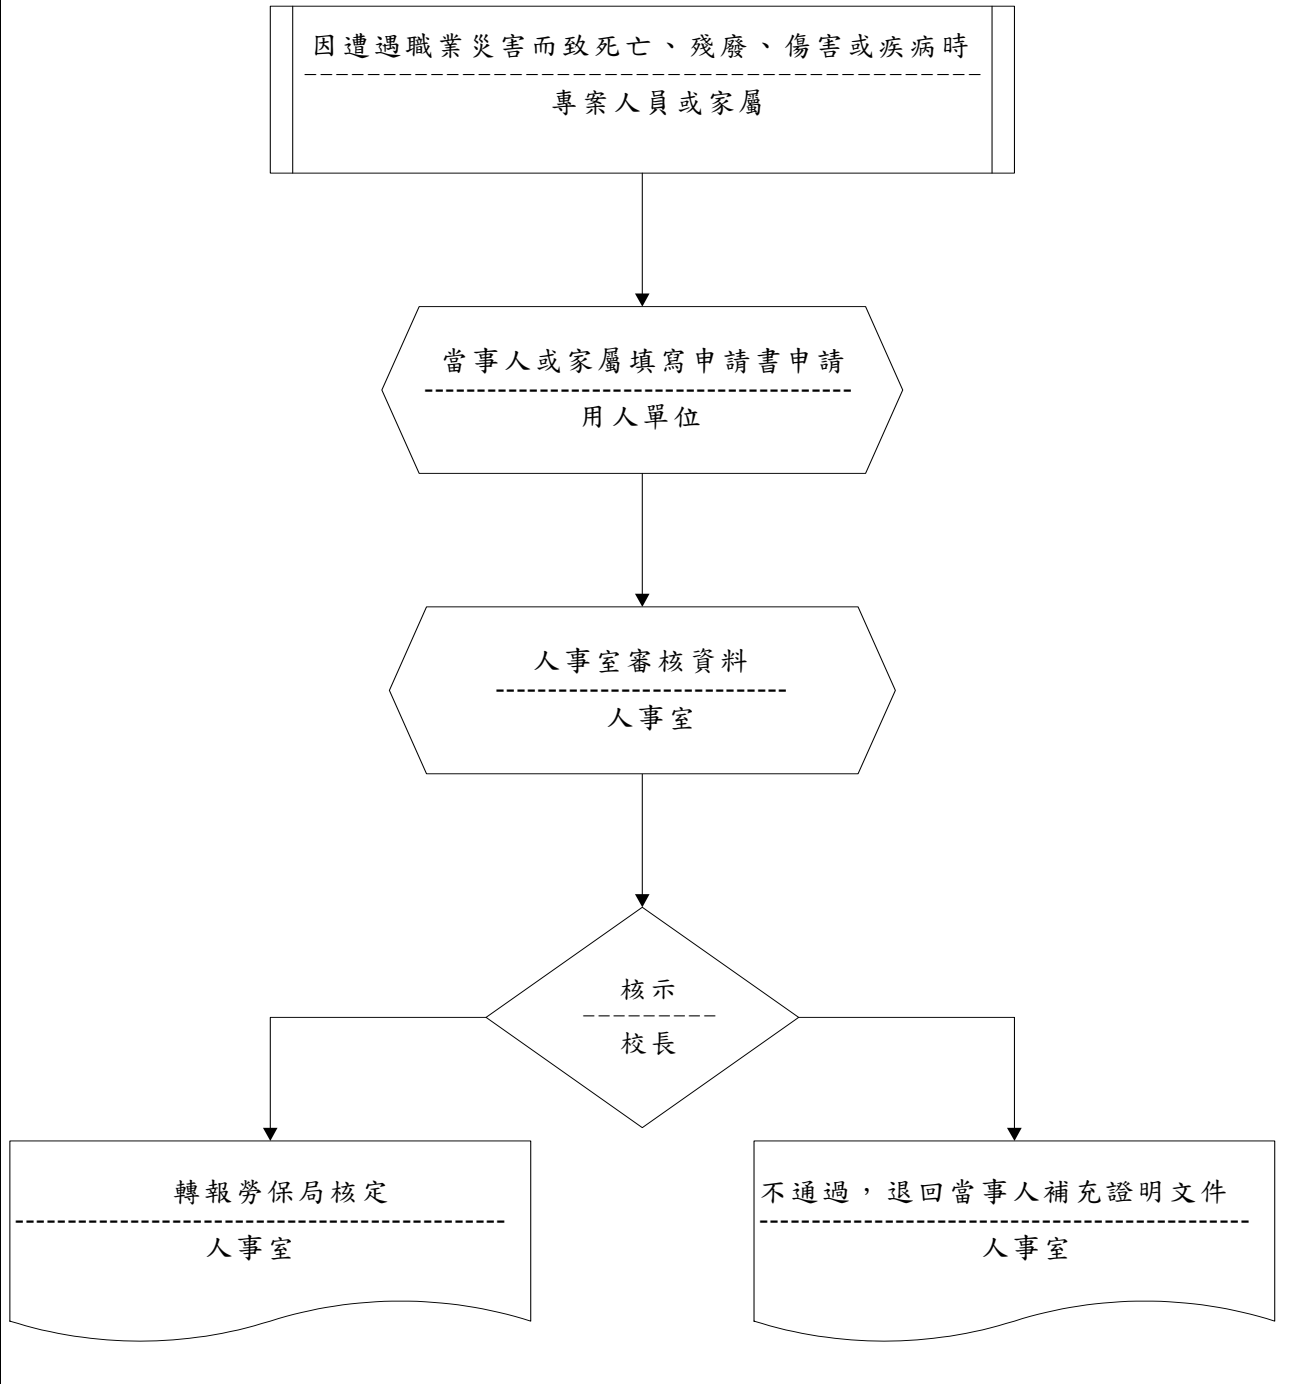 因遭遇職業災害而致死亡、殘廢、傷害或疾病時
專案人員或家屬
當事人或家屬填寫申請書申請
用人單位
人事室審核資料
人事室
核示
校長
轉報勞保局核定
人事室
不通過，退回當事人補充證明文件
人事室